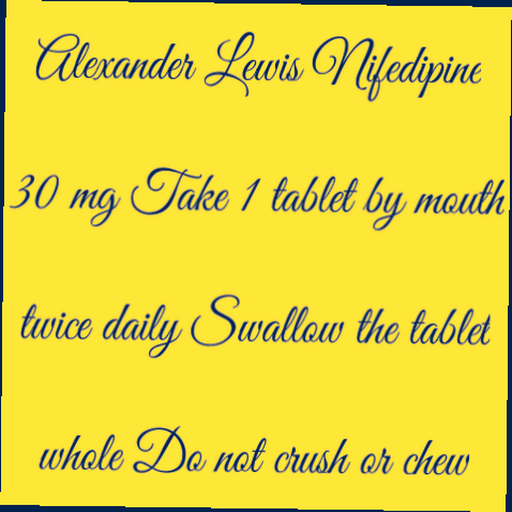 Alexander Lewis Nifedipine
30 mg Take 1 tablet by mouth
twice daily Swallow the tablet
whole Do not crush or chew